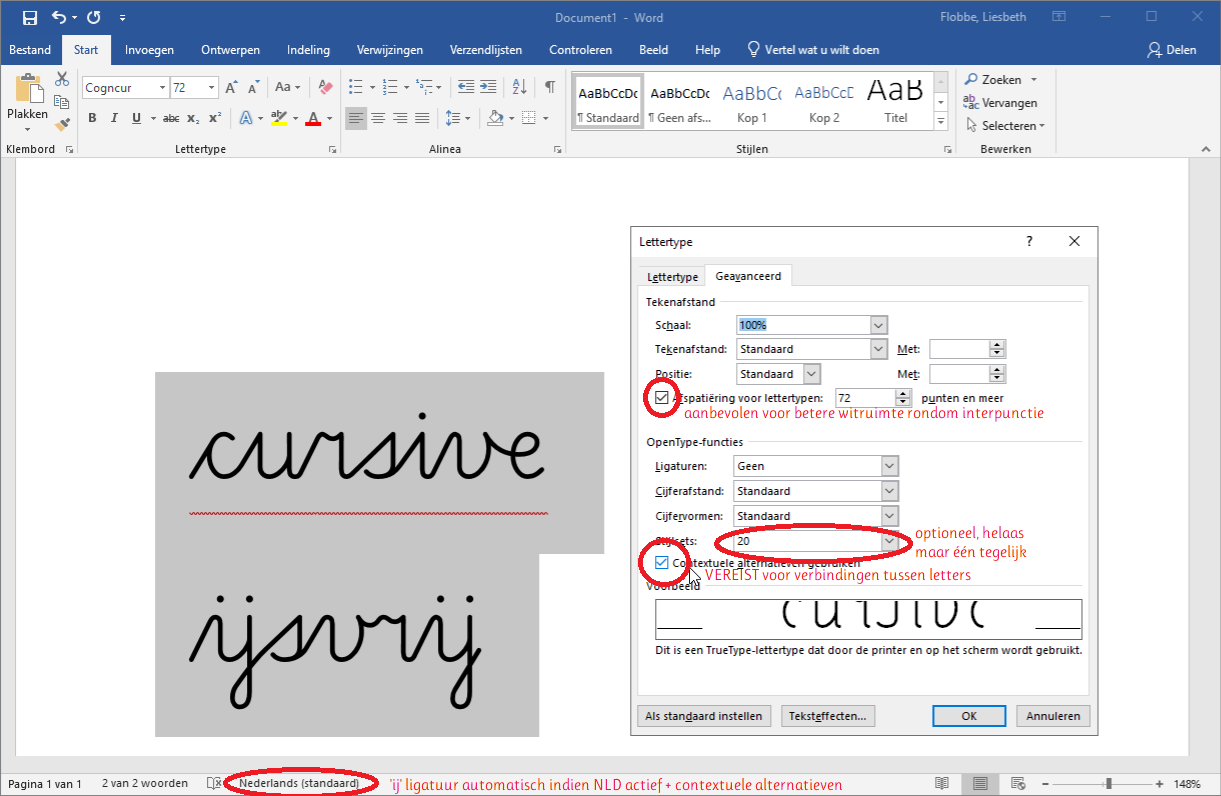 Document1 - Word
Flobbe, Liesbeth
Bestand Start Invoegen Ontwerpen Indeling Verwijzingen Verzendlijsten Controleren Beeld Help Vertel wat u wilt doen Delen
Plakken
Klembord
Cogncur 72
Lettertype
Alinea
AaBbCcDc AaBbCcDc AaBbCc AaBbCcD AaB
¶ Standaard ¶ Geen afs... Kop 1 Kop 2 Titel
Stijlen
Zoeken
Vervangen
Selecteren
Bewerken
cursive
ijsvrij
Lettertype ? ×
Lettertype Geavanceerd
Tekenafstand
Schaal: 100%
Tekenafstand: Standaard Met:
Positie: Standaard Met:
Afspatiëring voor lettertypen: 72 punten en meer
aanbevolen voor betere witruimte rondom interpunctie
OpenType-functies
Ligaturen: Geen
Cijferafstand: Standaard
Cijfervormen: Standaard
Stijlsets: 20
optioneel, helaas
maar één tegelijk
Contextuele alternatieven gebruiken
VEREIST voor verbindingen tussen letters
Voorbeeld
cursive
Dit is een TrueType-lettertype dat door de printer en op het scherm wordt gebruikt.
Als standaard instellen Teksteffecten... OK Annuleren
Pagina 1 van 1 2 van 2 woorden Nederlands (standaard) 'ij' ligatuur automatisch indien NLD actief + contextuele alternatieven 148%